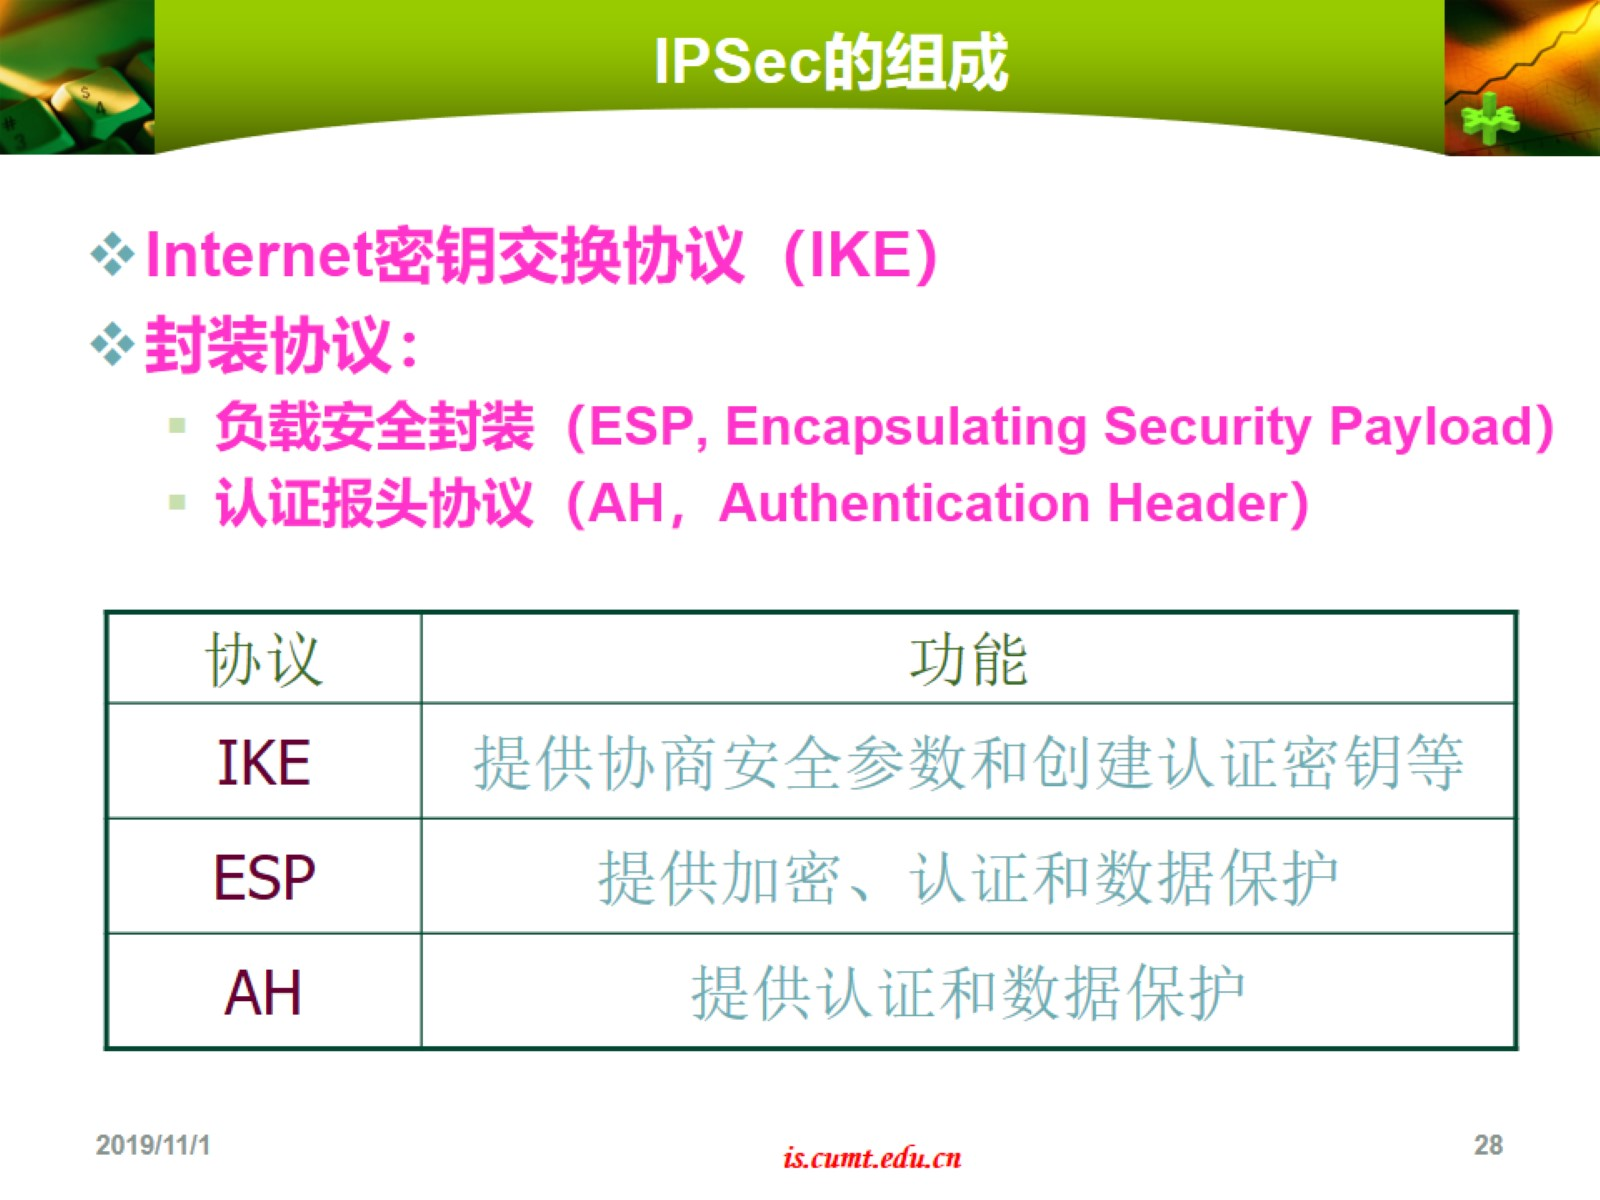 IPSec的组成
Internet密钥交换协议（IKE）
封装协议：
负载安全封装（ESP, Encapsulating Security Payload）
认证报头协议（AH，Authentication Header）
协议 功能
IKE 提供协商安全参数和创建认证密钥等
ESP 提供加密、认证和数据保护
AH 提供认证和数据保护
2019/11/1 is.cumt.edu.cn 28